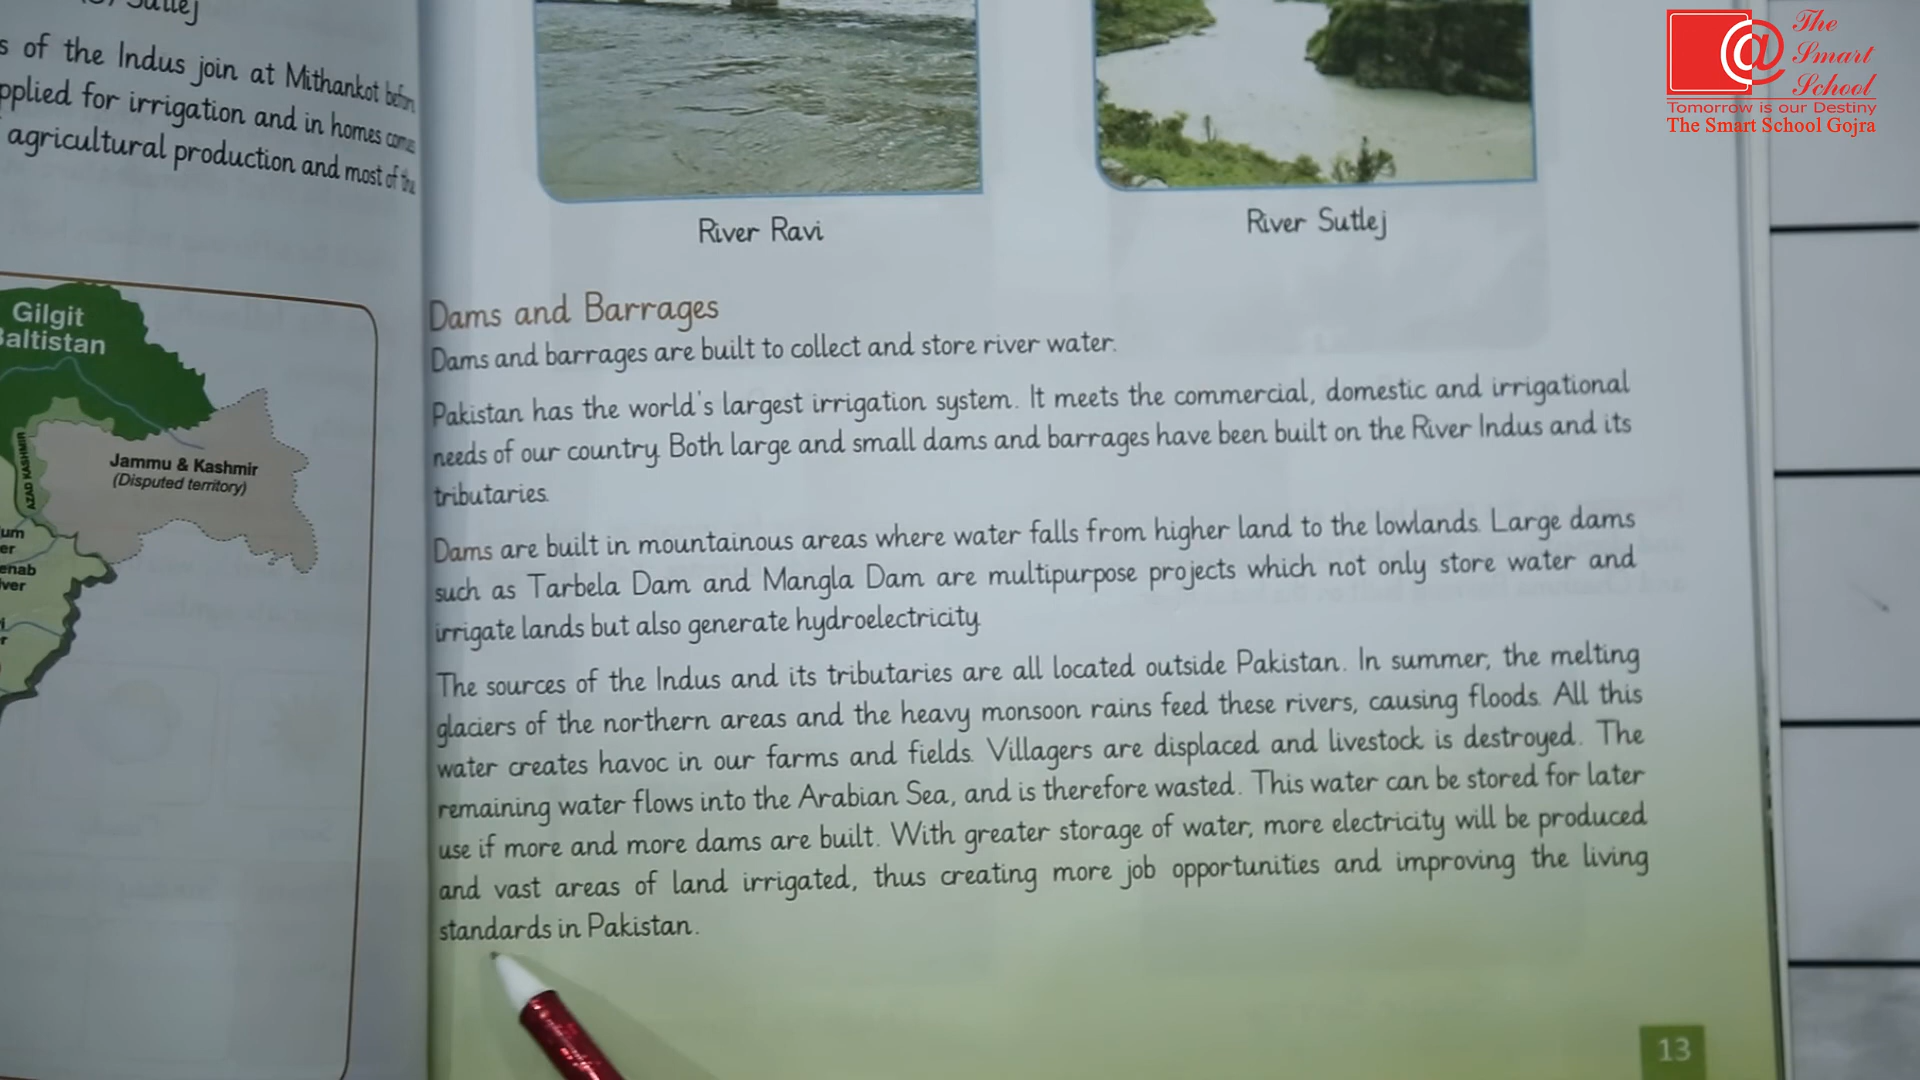 Sutlej
s of the Indus join at Mithankot before
pplied for irrigation and in homes comes
agricultural production and most of the
Gilgit
Baltistan
AZAD KASHMIR
Jammu & Kashmir
(Disputed territory)
um
er
enab
ver
i
r
River Ravi
River Sutlej
Dams and Barrages
Dams and barrages are built to collect and store river water.
Pakistan has the world's largest irrigation system. It meets the commercial, domestic and irrigational
needs of our country. Both large and small dams and barrages have been built on the River Indus and its
tributaries.
Dams are built in mountainous areas where water falls from higher land to the lowlands. Large dams
such as Tarbela Dam and Mangla Dam are multipurpose projects which not only store water and
irrigate lands but also generate hydroelectricity.
The sources of the Indus and its tributaries are all located outside Pakistan. In summer, the melting
glaciers of the northern areas and the heavy monsoon rains feed these rivers, causing floods. All this
water creates havoc in our farms and fields. Villagers are displaced and livestock is destroyed. The
remaining water flows into the Arabian Sea, and is therefore wasted. This water can be stored for later
use if more and more dams are built. With greater storage of water, more electricity will be produced
and vast areas of land irrigated, thus creating more job opportunities and improving the living
standards in Pakistan.
13
The
Smart
School
Tomorrow is our Destiny
The Smart School Gojra